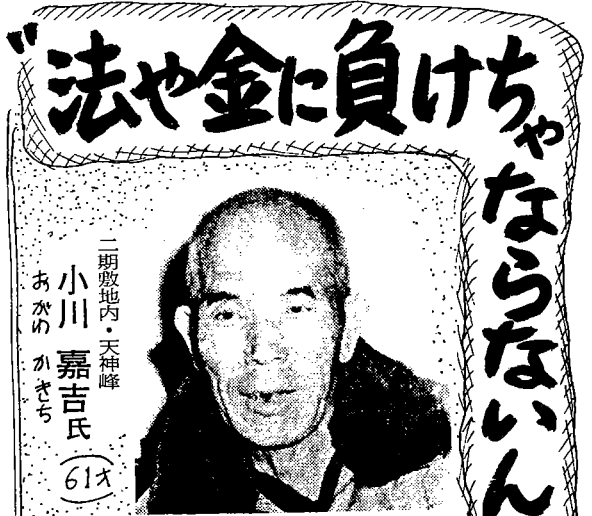 〝法や金に負けちゃ
ならないん
二期敷地内・天神峰
小川 嘉吉氏
おがわ かきち
(61才)